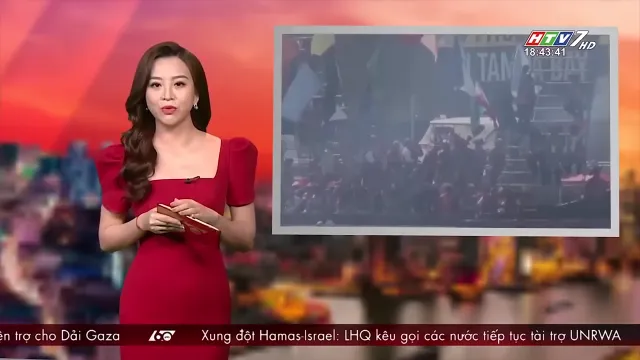 HTV7 HD
18:43:41
TAN
ện trợ cho Dải Gaza
60
Xung đột Hamas-Israel: LHQ kêu gọi các nước tiếp tục tài trợ UNRWA